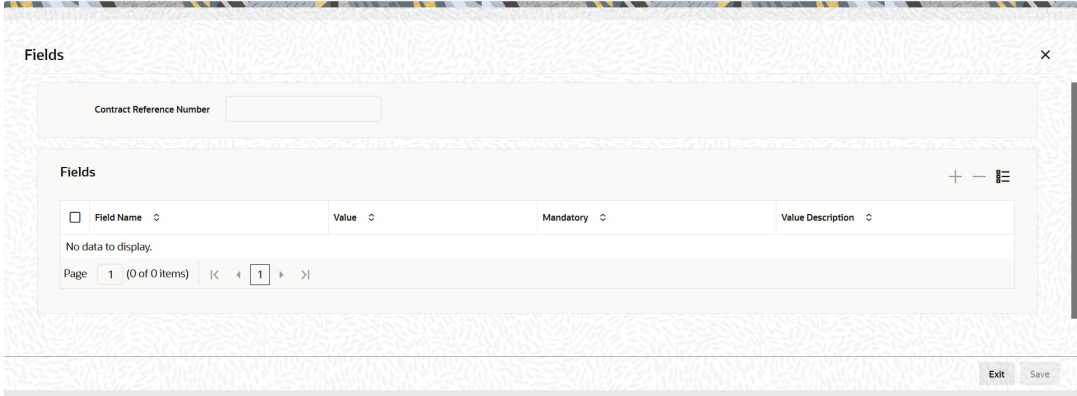 Fields
Contract Reference Number
Fields
Field Name Value Mandatory Value Description
No data to display.
Page 1 (0 of 0 items) 1
Exit Save